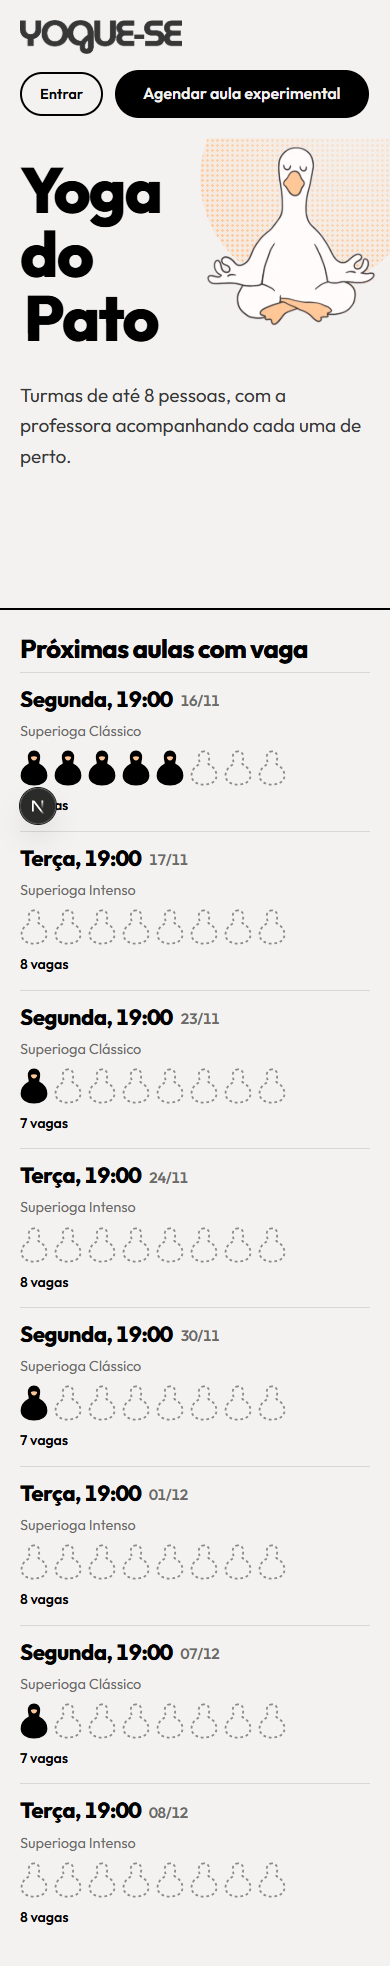 YOGUE-SE
Entrar
Agendar aula experimental
Yoga
do
Pato
Turmas de até 8 pessoas, com a
professora acompanhando cada uma de
perto.
Próximas aulas com vaga
Segunda, 19:00 16/11
Superioga Clássico
N
Terça, 19:00 17/11
Superioga Intenso
8 vagas
Segunda, 19:00 23/11
Superioga Clássico
7 vagas
Terça, 19:00 24/11
Superioga Intenso
8 vagas
Segunda, 19:00 30/11
Superioga Clássico
7 vagas
Terça, 19:00 01/12
Superioga Intenso
8 vagas
Segunda, 19:00 07/12
Superioga Clássico
7 vagas
Terça, 19:00 08/12
Superioga Intenso
8 vagas